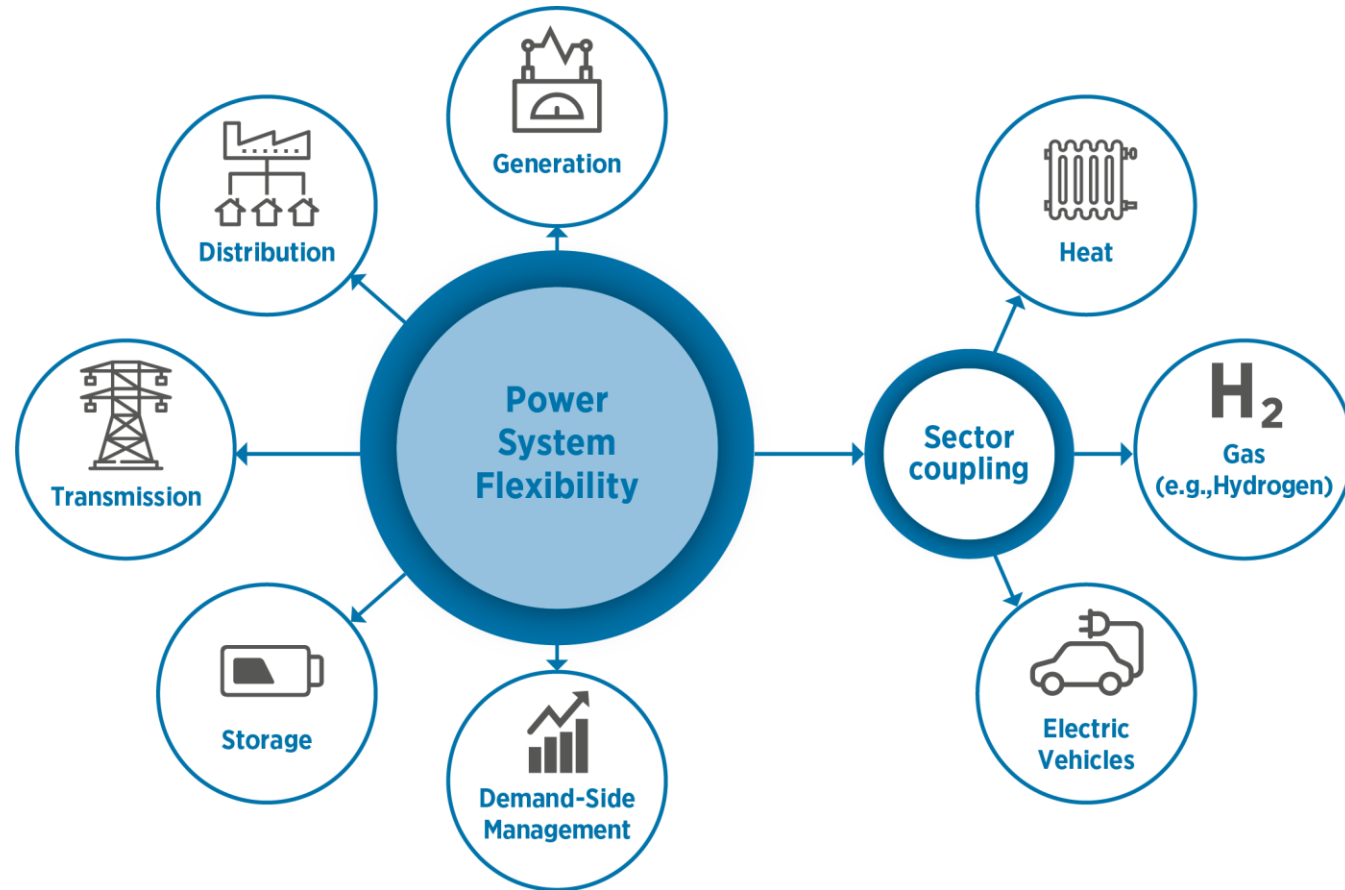 Generation
Distribution
Heat
Power
System
Flexibility
Sector
coupling
H2
Gas
(e.g.,Hydrogen)
Transmission
Storage
Demand-Side
Management
Electric
Vehicles